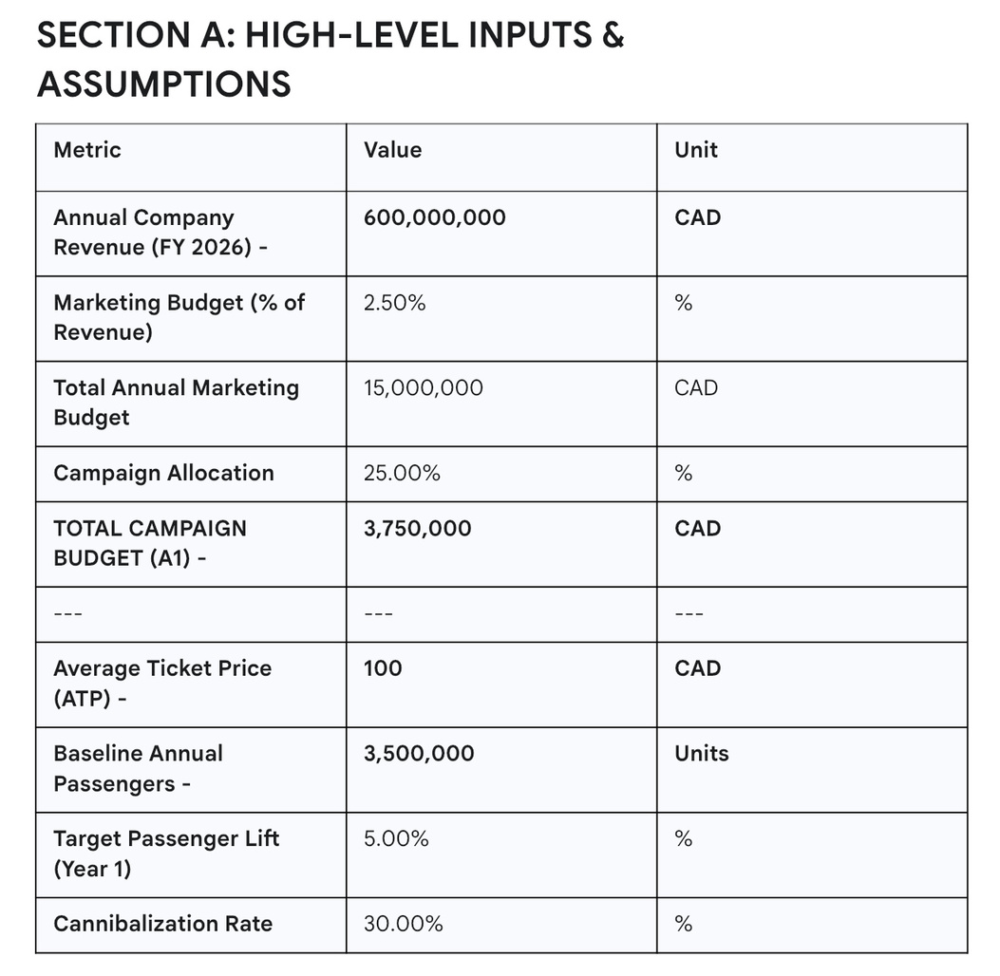 SECTION A: HIGH-LEVEL INPUTS &
ASSUMPTIONS
Metric Value Unit
Annual Company 600,000,000 CAD
Revenue (FY 2026) -
Marketing Budget (% of 2.50% %
Revenue)
Total Annual Marketing 15,000,000 CAD
Budget
Campaign Allocation 25.00% %
TOTAL CAMPAIGN 3,750,000 CAD
BUDGET (A1) -
--- --- ---
Average Ticket Price 100 CAD
(ATP) -
Baseline Annual 3,500,000 Units
Passengers -
Target Passenger Lift 5.00% %
(Year 1)
Cannibalization Rate 30.00% %